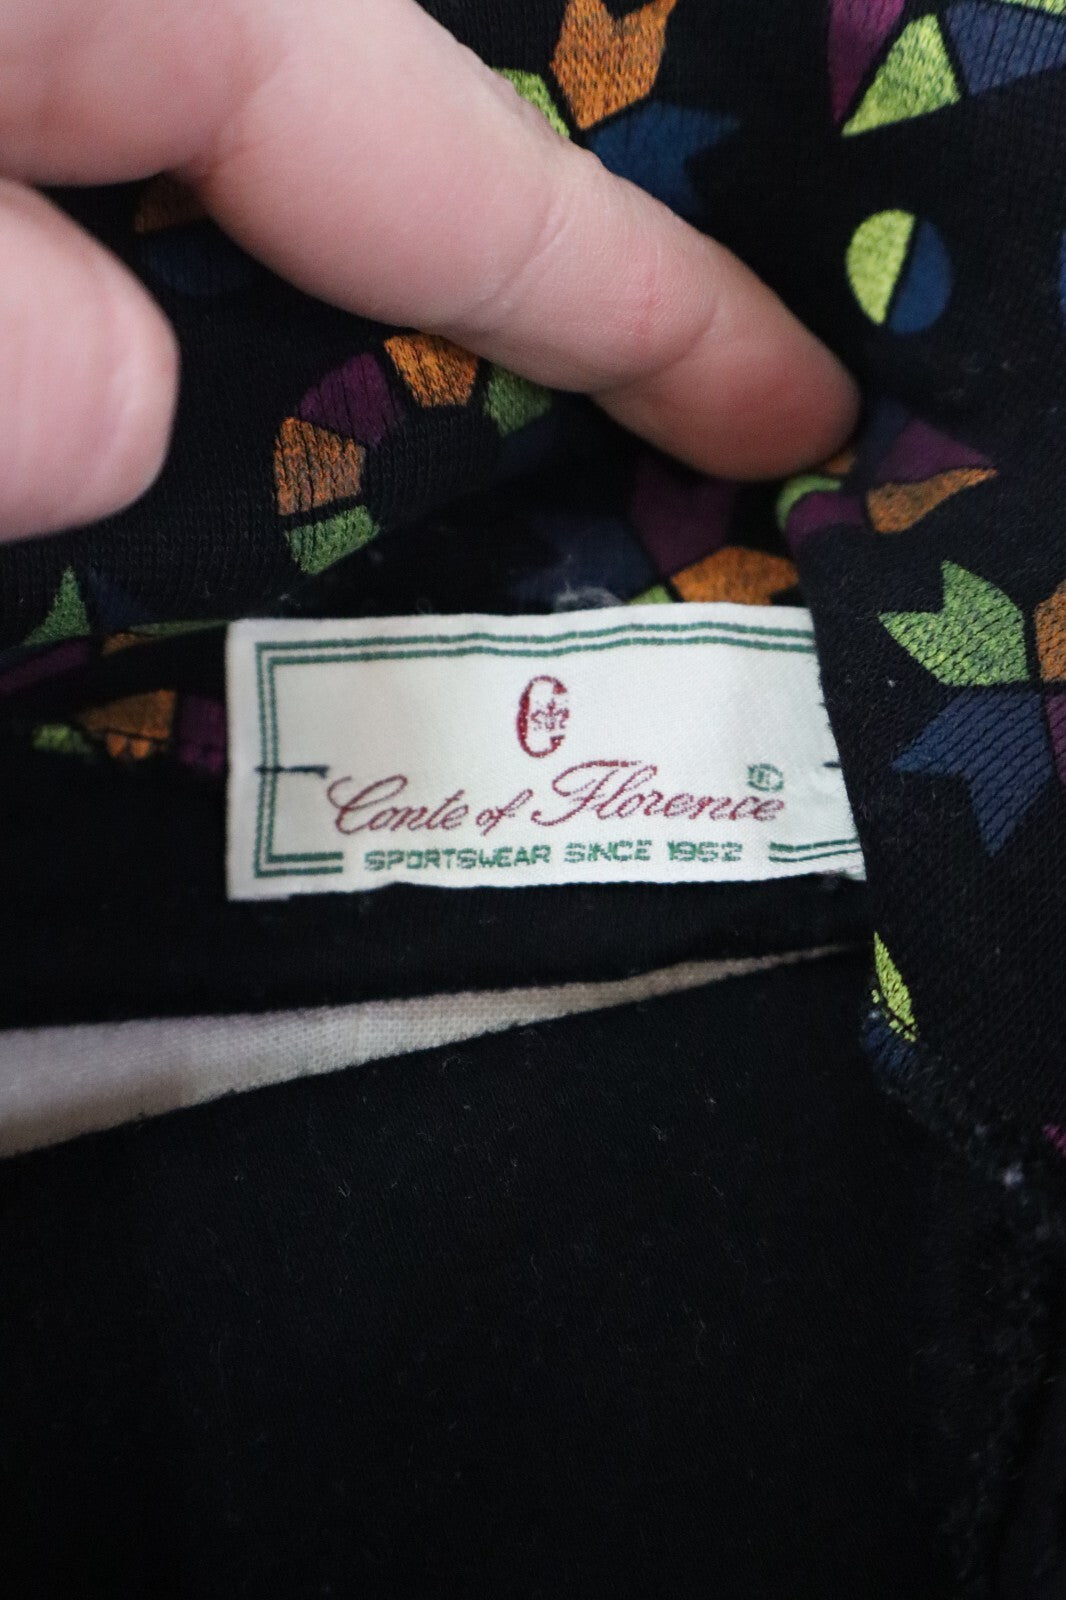 C
Conte of Florence ®
SPORTSWEAR SINCE 1952